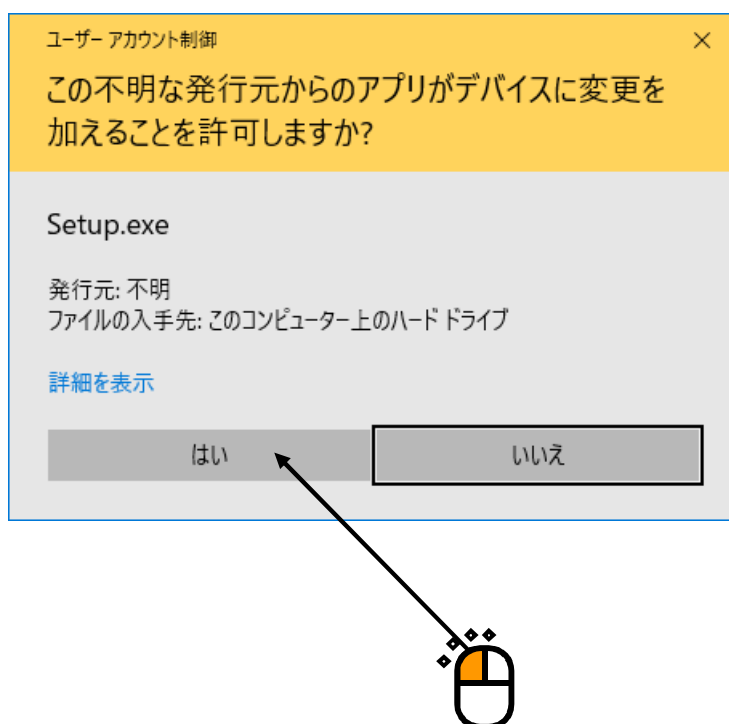 ユーザー アカウント制御
この不明な発行元からのアプリがデバイスに変更を
加えることを許可しますか?
Setup.exe
発行元: 不明
ファイルの入手先: このコンピューター上のハード ドライブ
詳細を表示
はい
いいえ